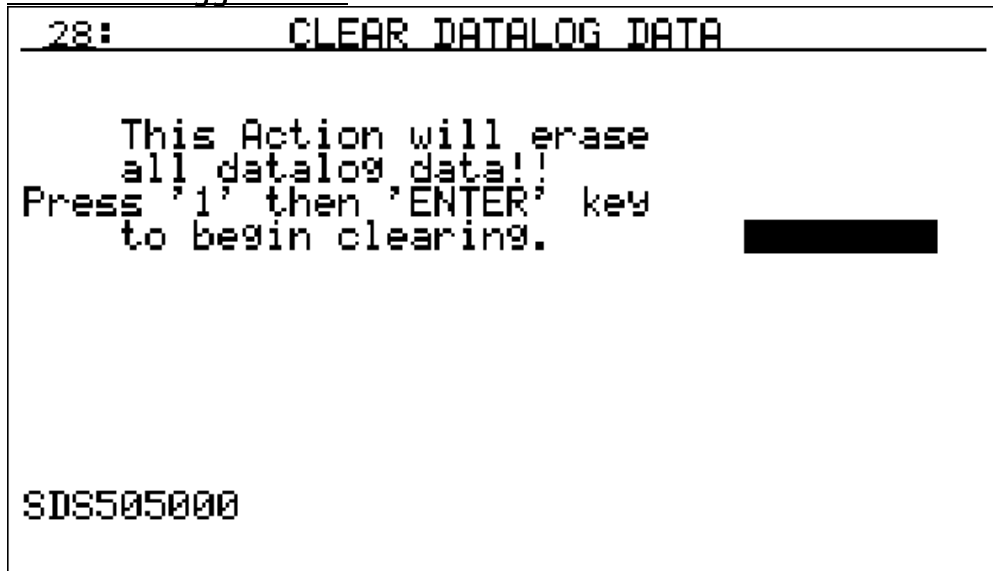 28: CLEAR DATALOG DATA
This Action will erase
all datalog data!!
Press '1' then 'ENTER' key
to begin clearing.
SDS505000